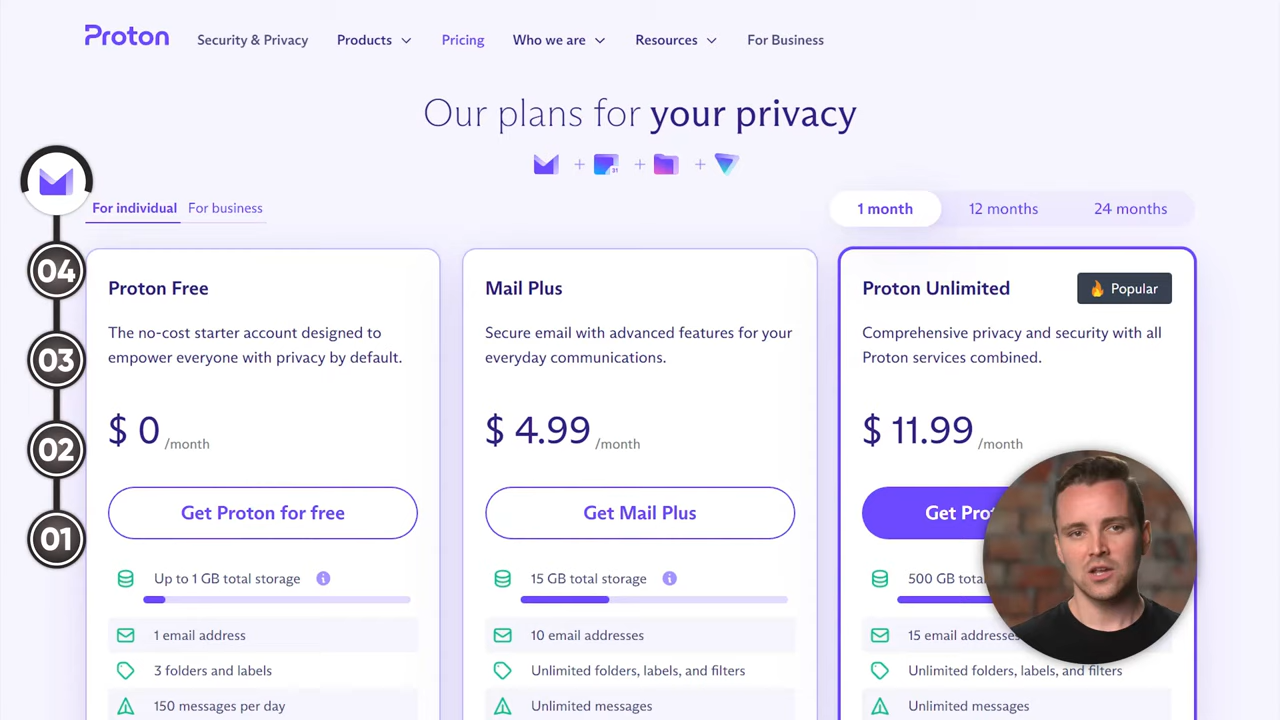 Proton
Security & Privacy
Products
Pricing
Who we are
Resources
For Business
Our plans for your privacy
31
For individual
For business
1 month
12 months
24 months
04
03
02
01
Proton Free
The no-cost starter account designed to
empower everyone with privacy by default.
$ 0 /month
Get Proton for free
Up to 1 GB total storage
i
1 email address
3 folders and labels
150 messages per day
Mail Plus
Secure email with advanced features for your
everyday communications.
$ 4.99 /month
Get Mail Plus
15 GB total storage
i
10 email addresses
Unlimited folders, labels, and filters
Unlimited messages
Proton Unlimited
Popular
Comprehensive privacy and security with all
Proton services combined.
$ 11.99 /month
Get
500 GB
15 email addresses
Unlimited folders, labels, and filters
Unlimited messages